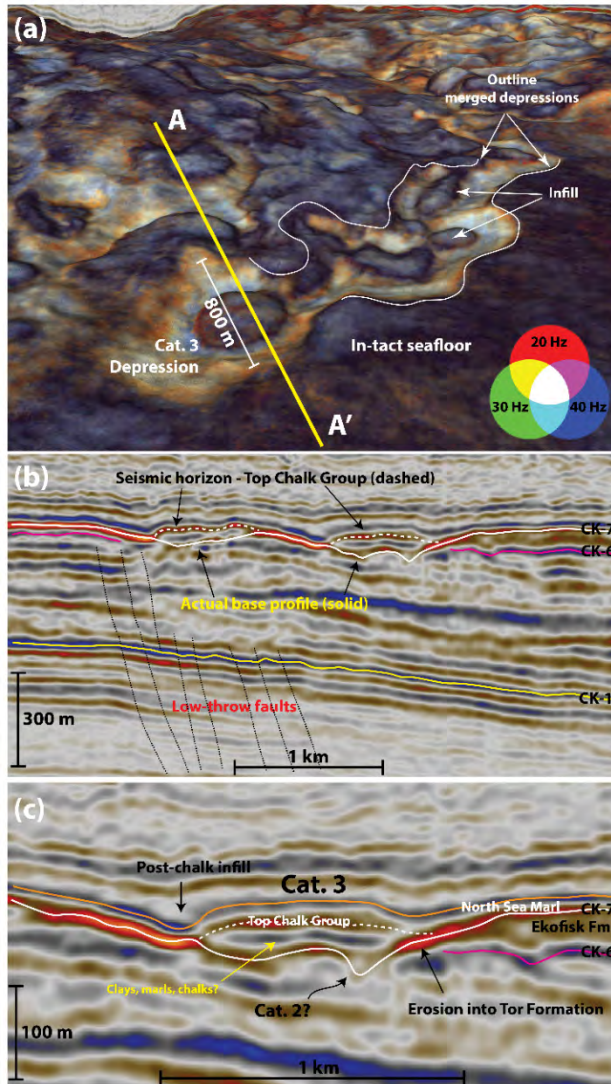 (a)
A
Outline
merged depressions
Infill
800 m
Cat. 3
Depression
In-tact seafloor
A'
20 Hz
30 Hz
40 Hz
(b)
Seismic horizon - Top Chalk Group (dashed)
Actual base profile (solid)
Low-throw faults
300 m
1 km
CK-1
(c)
Post-chalk infill
Cat. 3
North Sea Marl
Top Chalk Group
Ekofisk Fm
Clays, marls, chalks?
Cat. 2?
Erosion into Tor Formation
100 m
1 km